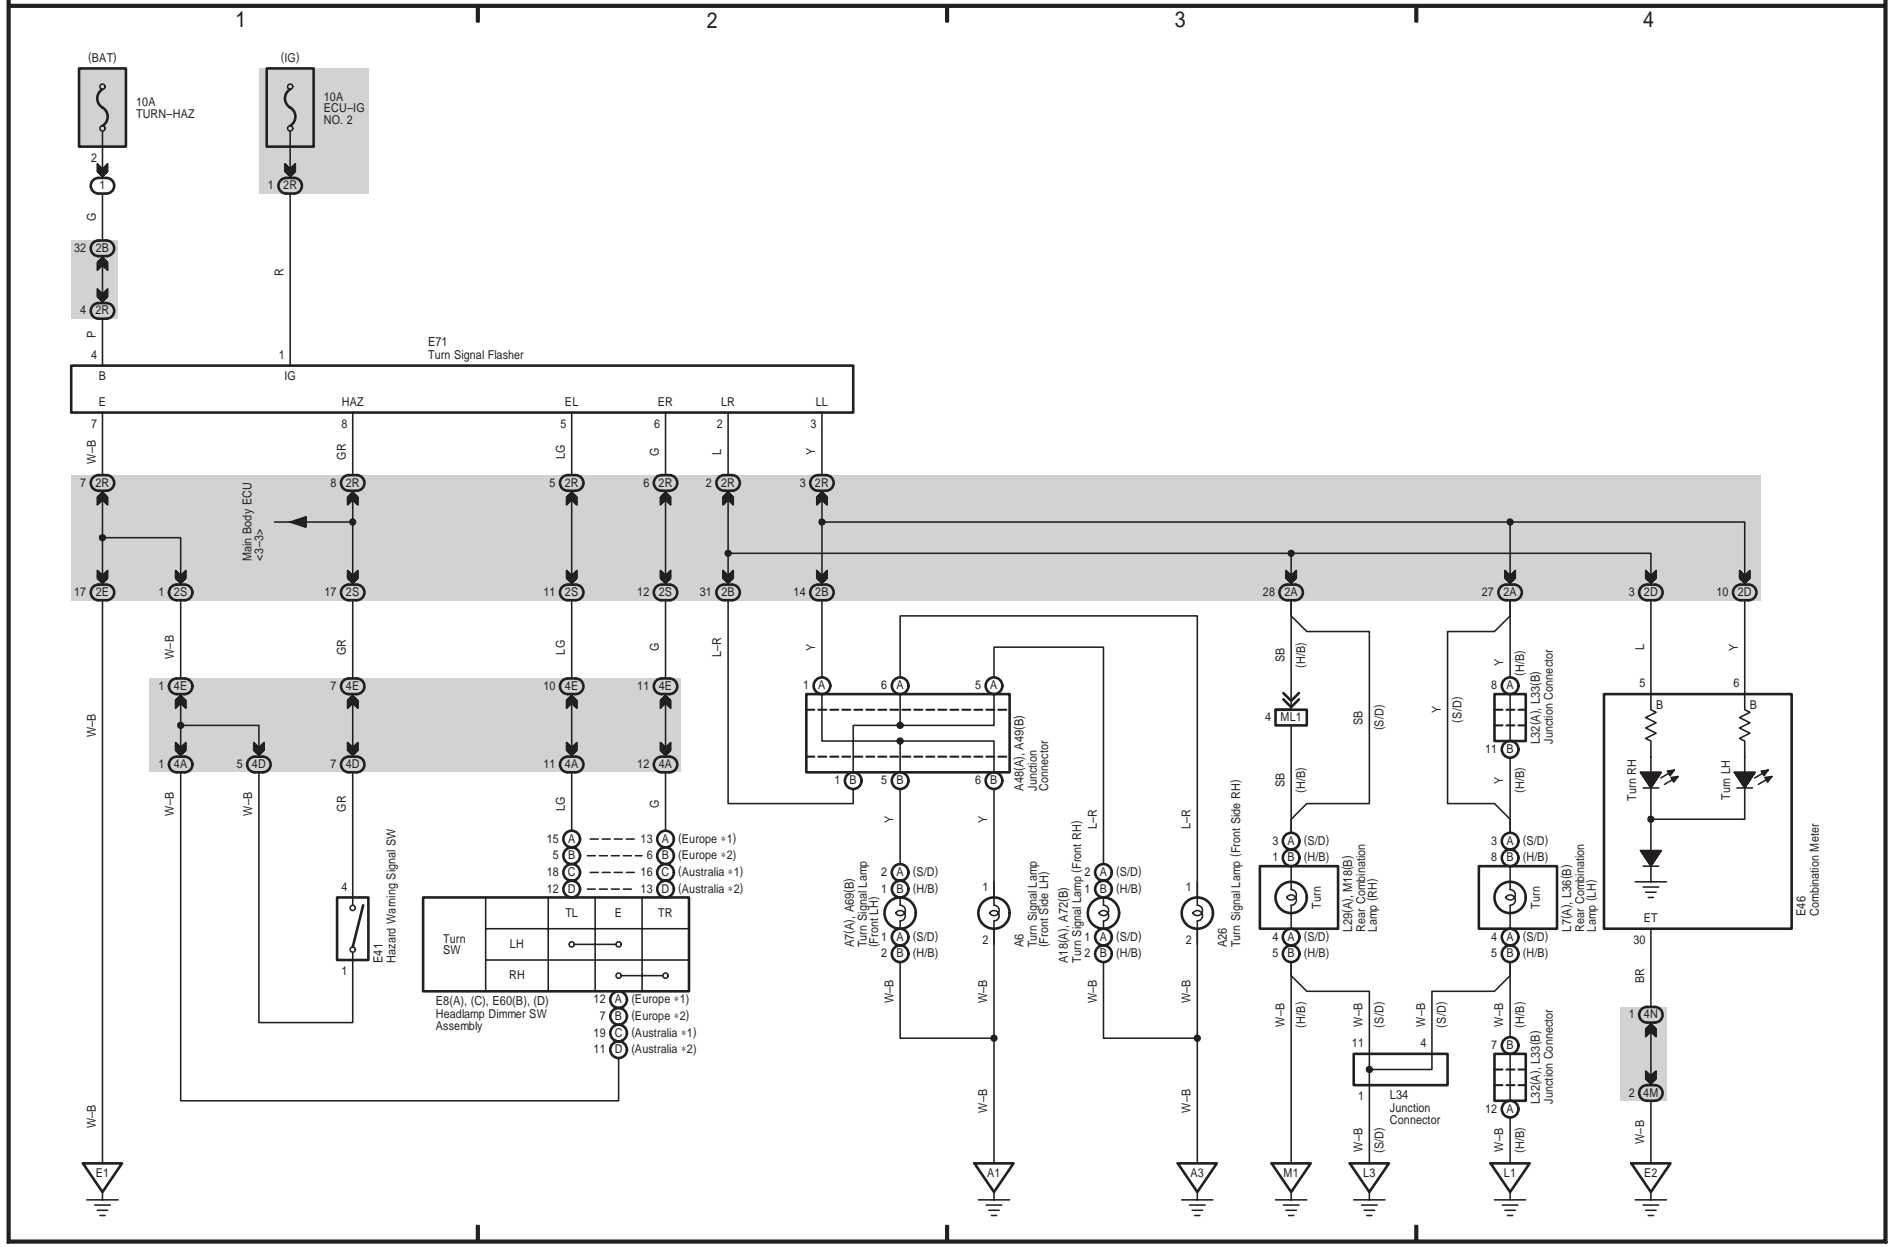 1
2
3
4
(BAT)
(IG)
10A
TURN–HAZ
10A
ECU–IG
NO. 2
2
1
1 2R
G
32 2B
R
4 2R
P
4
1
E71
Turn Signal Flasher
B
IG
E
HAZ
EL
ER
LR
LL
7
8
5
6
2
3
W–B
GR
LG
G
L
Y
7 2R
8 2R
5 2R
6 2R
2 2R
3 2R
Main Body ECU
<3–3>
17 2E
1 2S
17 2S
11 2S
12 2S
31 2B
14 2B
28 2A
27 2A
3 2D
10 2D
W–B
GR
LG
G
L–R
Y
SB
(H/B)
Y
(H/B)
L
Y
1 4E
7 4E
10 4E
11 4E
1 A
6 A
5 A
8 A
5
6
W–B
4 ML1
SB
(S/D)
Y
(S/D)
L32(A), L33(B)
Junction Connector
B
B
A48(A), A49(B)
Junction
Connector
1 4A
5 4D
7 4D
11 4A
12 4A
1 B
5 B
6 B
11 B
SB
(H/B)
Y
(H/B)
Turn RH
Turn LH
W–B
W–B
GR
LG
G
Y
Y
L–R
L–R
15 A
13 A (Europe *1)
5 B
6 B (Europe *2)
18 C
16 C (Australia *1)
12 D
13 D (Australia *2)
3 A (S/D)
1 B (H/B)
3 A (S/D)
8 B (H/B)
4
E41
Hazard Warning Signal SW
1
Turn
SW
TL
E
TR
LH
RH
E8(A), (C), E60(B), (D)
Headlamp Dimmer SW
Assembly
12 A (Europe *1)
7 B (Europe *2)
19 C (Australia *1)
11 D (Australia *2)
A7(A), A69(B)
Turn Signal Lamp
(Front LH)
2 A (S/D)
1 B (H/B)
1 A (S/D)
2 B (H/B)
1
2
A6
Turn Signal Lamp
(Front Side LH)
A18(A), A72(B)
Turn Signal Lamp (Front RH)
2 A (S/D)
1 B (H/B)
1 A (S/D)
2 B (H/B)
1
2
A26
Turn Signal Lamp (Front Side RH)
Turn
L29(A), M18(B)
Rear Combination
Lamp (RH)
4 A (S/D)
5 B (H/B)
Turn
L7(A), L36(B)
Rear Combination
Lamp (LH)
4 A (S/D)
5 B (H/B)
ET
E46
Combination Meter
30
W–B
W–B
W–B
W–B
W–B
(H/B)
W–B
(S/D)
W–B
(S/D)
W–B
(H/B)
BR
1 4N
11
4
7 B
L32(A), L33(B)
Junction Connector
1
L34
Junction
Connector
12 A
2 4M
W–B
W–B
W–B
W–B
(S/D)
W–B
(H/B)
W–B
E1
A1
A3
M1
L3
L1
E2